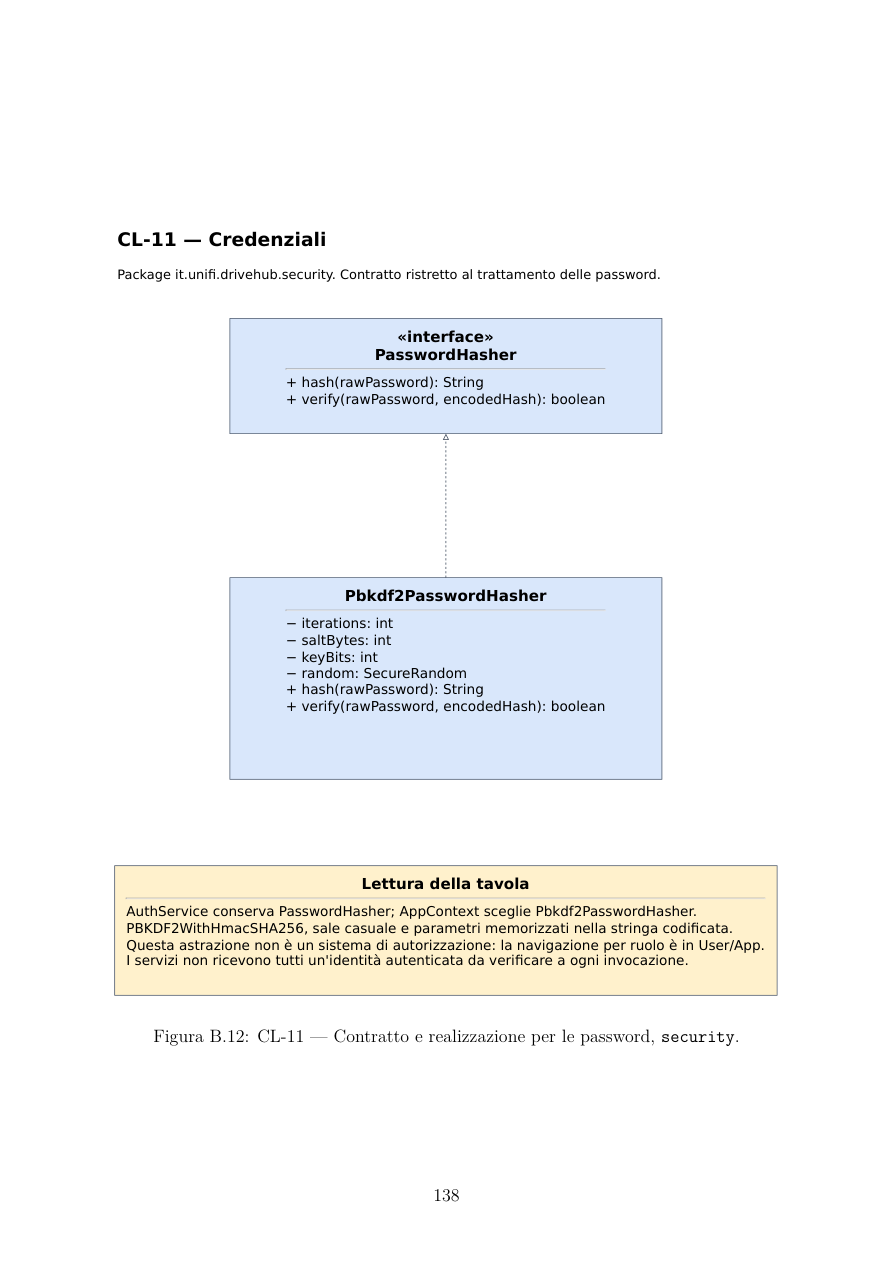 CL-11 — Credenziali
Package it.unifi.drivehub.security. Contratto ristretto al trattamento delle password.
«interface»
PasswordHasher
+ hash(rawPassword): String
+ verify(rawPassword, encodedHash): boolean
Pbkdf2PasswordHasher
− iterations: int
− saltBytes: int
− keyBits: int
− random: SecureRandom
+ hash(rawPassword): String
+ verify(rawPassword, encodedHash): boolean
Lettura della tavola
AuthService conserva PasswordHasher; AppContext sceglie Pbkdf2PasswordHasher.
PBKDF2WithHmacSHA256, sale casuale e parametri memorizzati nella stringa codificata.
Questa astrazione non è un sistema di autorizzazione: la navigazione per ruolo è in User/App.
I servizi non ricevono tutti un'identità autenticata da verificare a ogni invocazione.
Figura B.12: CL-11 — Contratto e realizzazione per le password, security.
138